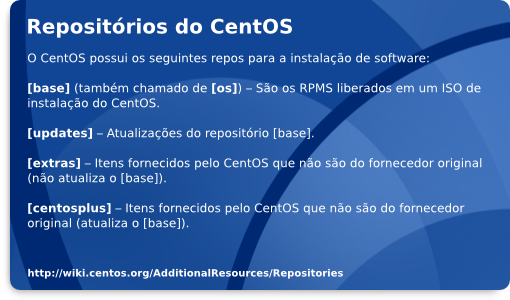 Repositórios do CentOS
O CentOS possui os seguintes repos para a instalação de software:
[base] (também chamado de [os]) – São os RPMS liberados em um ISO de
instalação do CentOS.
[updates] – Atualizações do repositório [base].
[extras] – Itens fornecidos pelo CentOS que não são do fornecedor original
(não atualiza o [base]).
[centosplus] – Itens fornecidos pelo CentOS que não são do fornecedor
original (atualiza o [base]).
http://wiki.centos.org/AdditionalResources/Repositories